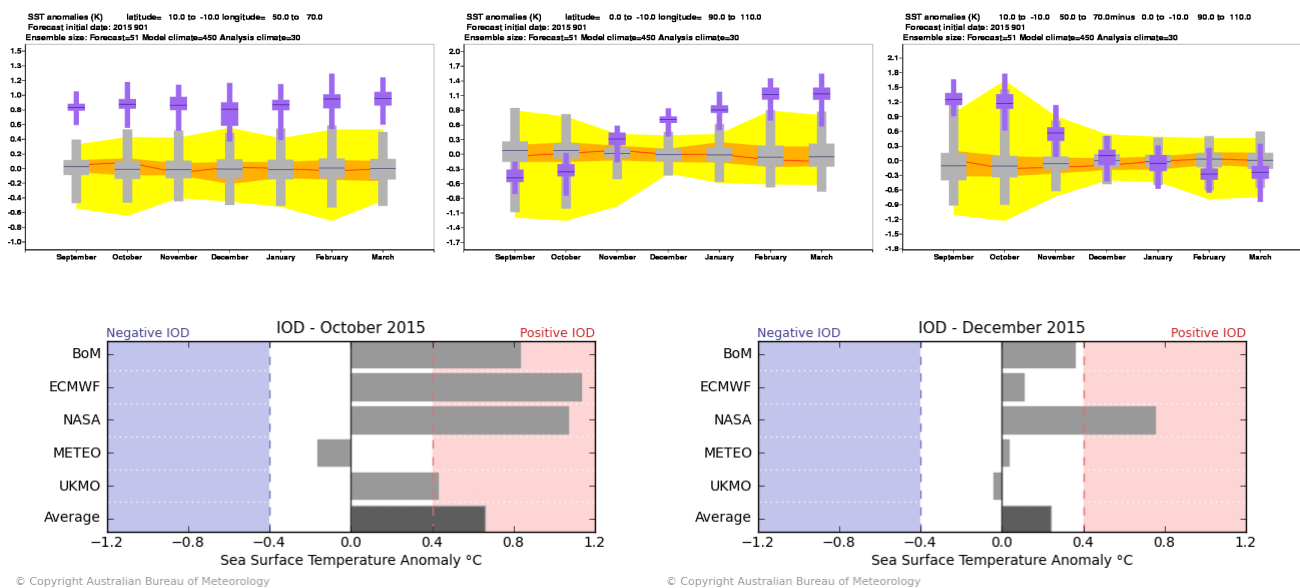 SST anomalies (K) latitude= 10.0 to -10.0 longitude= 50.0 to 70.0
Forecast initial date: 2015 901
Ensemble size: Forecast=51 Model climate=450 Analysis climate=30
1.5
1.3
1.2
1.0
0.8
0.6
0.4
0.2
0.0
-0.2
-0.4
-0.6
-0.8
-1.0
September October November December January February March
SST anomalies (K) latitude= 0.0 to -10.0 longitude= 90.0 to 110.0
Forecast initial date: 2015 901
Ensemble size: Forecast=51 Model climate=450 Analysis climate=30
2.0
1.7
1.4
1.1
0.8
0.6
0.3
0.0
-0.3
-0.6
-0.8
-1.1
-1.4
-1.7
September October November December January February March
SST anomalies (K) 10.0 to -10.0 50.0 to 70.0minus 0.0 to -10.0 90.0 to 110.0
Forecast initial date: 2015 901
Ensemble size: Forecast=51 Model climate=450 Analysis climate=30
2.1
1.8
1.5
1.2
0.9
0.6
0.3
0.0
-0.3
-0.6
-0.9
-1.2
-1.5
-1.8
September October November December January February March
Negative IOD IOD - October 2015 Positive IOD
BoM
ECMWF
NASA
METEO
UKMO
Average
−1.2 −0.8 −0.4 0.0 0.4 0.8 1.2
Sea Surface Temperature Anomaly °C
© Copyright Australian Bureau of Meteorology
Negative IOD IOD - December 2015 Positive IOD
BoM
ECMWF
NASA
METEO
UKMO
Average
−1.2 −0.8 −0.4 0.0 0.4 0.8 1.2
Sea Surface Temperature Anomaly °C
© Copyright Australian Bureau of Meteorology